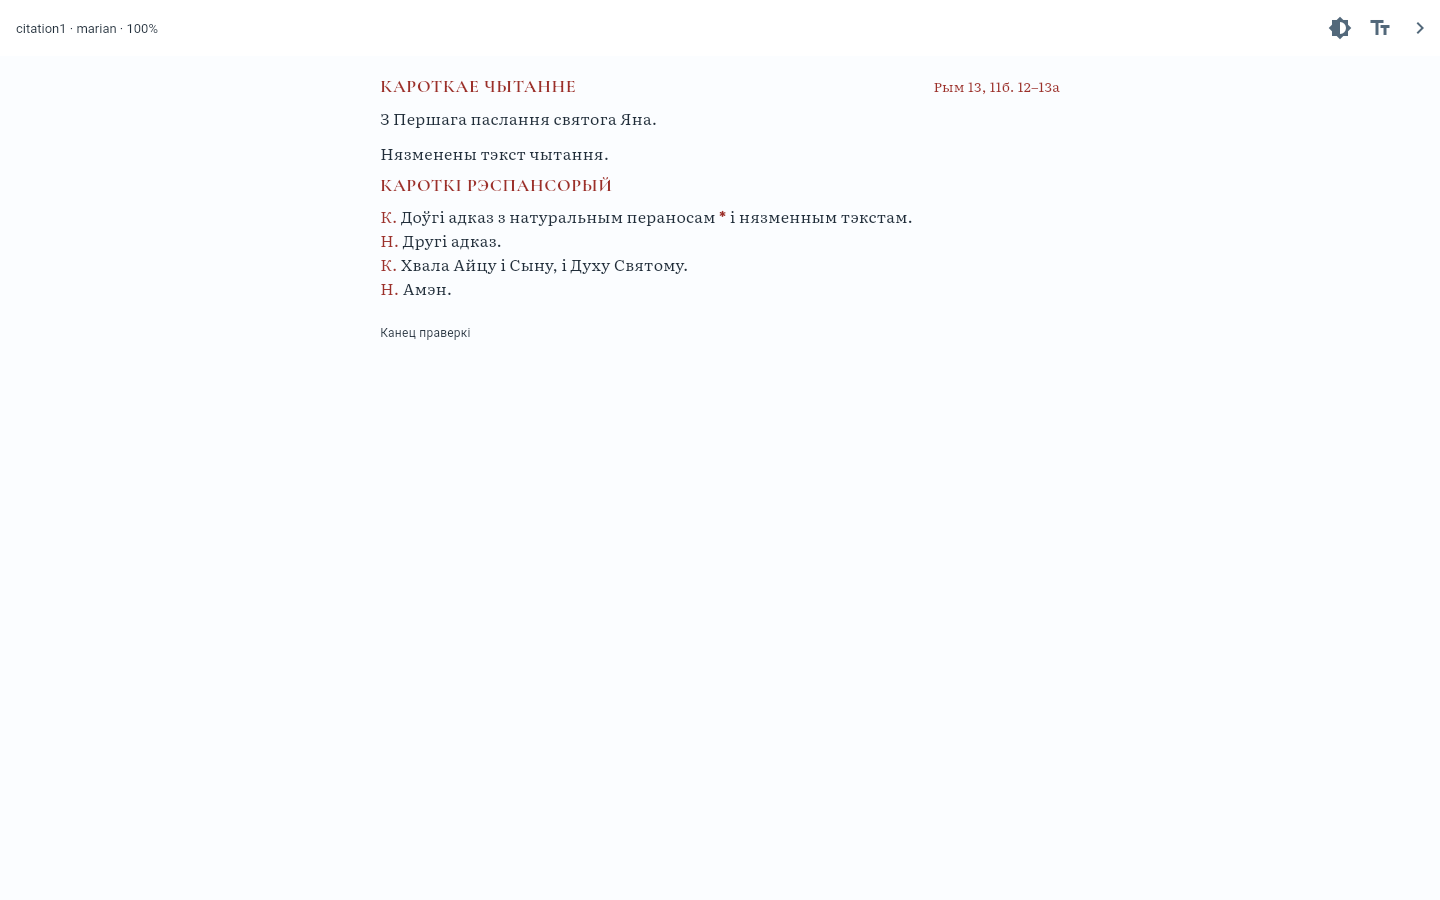 citation1 · marian · 100%
КАРОТКАЕ ЧЫТАННЕ Рым 13, 11б. 12–13а
З Першага паслання святога Яна.
Нязменены тэкст чытання.
КАРОТКІ РЭСПАНСОРЫЙ
К. Доўгі адказ з натуральным пераносам * і нязменным тэкстам.
Н. Другі адказ.
К. Хвала Айцу і Сыну, і Духу Святому.
Н. Амэн.
Канец праверкі